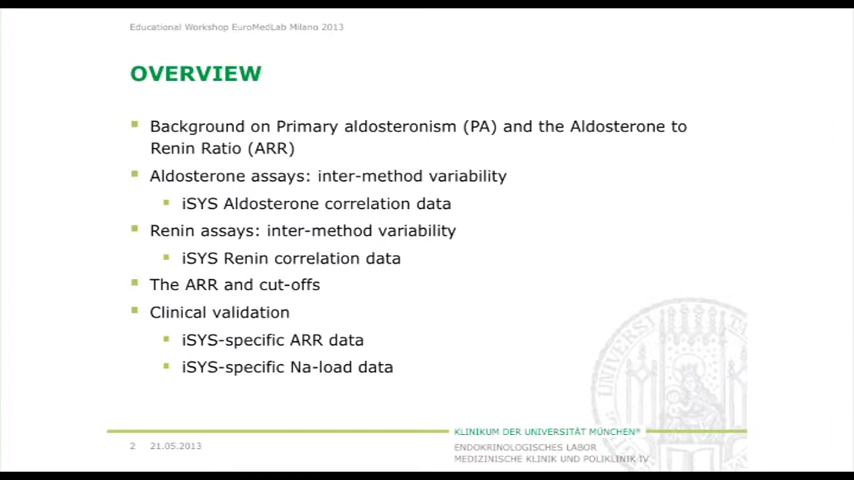 Educational Workshop EuroMedLab Milano 2013
OVERVIEW
Background on Primary aldosteronism (PA) and the Aldosterone to
Renin Ratio (ARR)
Aldosterone assays: inter-method variability
iSYS Aldosterone correlation data
Renin assays: inter-method variability
iSYS Renin correlation data
The ARR and cut-offs
Clinical validation
iSYS-specific ARR data
iSYS-specific Na-load data
KLINIKUM DER UNIVERSITÄT MÜNCHEN®
2 21.05.2013
ENDOKRINOLOGISCHES LABOR
MEDIZINISCHE KLINIK UND POLIKLINIK IV